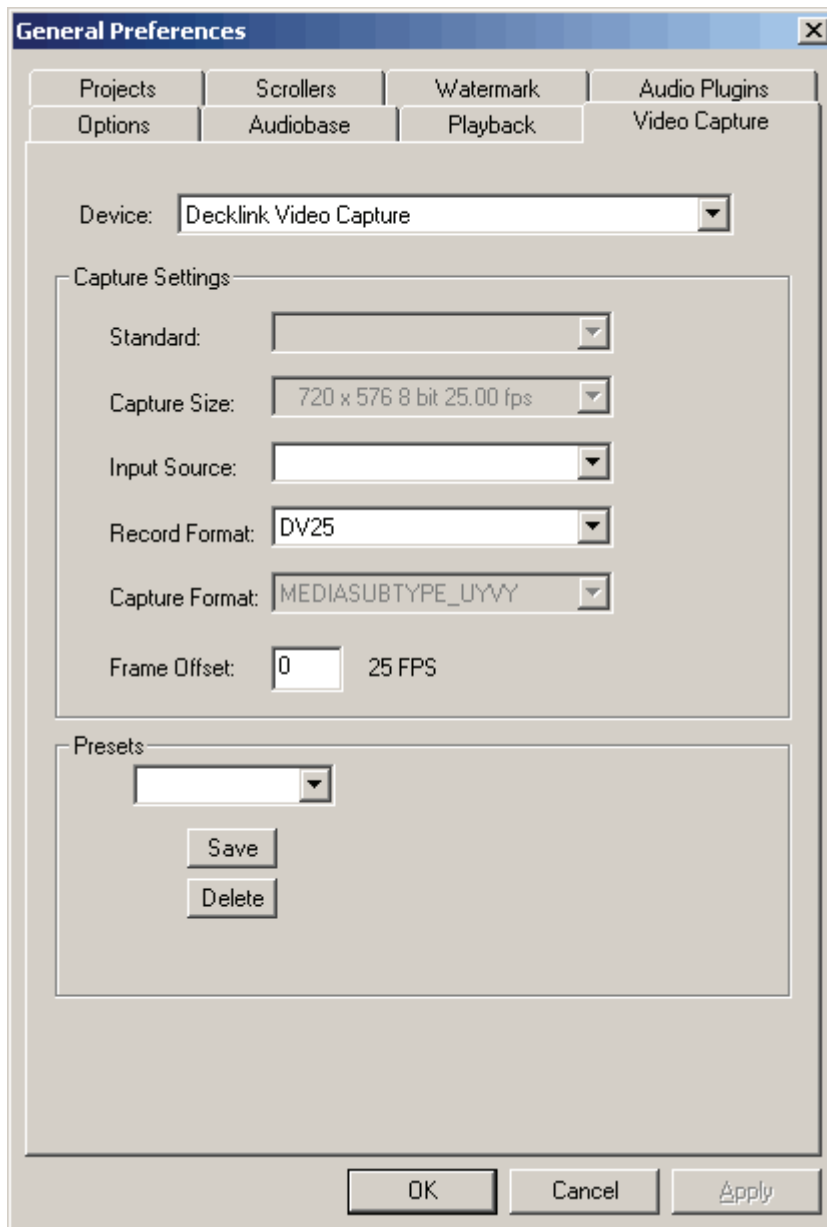 General Preferences
Projects Scrollers Watermark Audio Plugins
Options Audiobase Playback Video Capture
Device: Decklink Video Capture
Capture Settings
Standard:
Capture Size: 720 x 576 8 bit 25.00 fps
Input Source:
Record Format: DV25
Capture Format: MEDIASUBTYPE_UYVY
Frame Offset: 0 25 FPS
Presets
Save
Delete
OK Cancel Apply